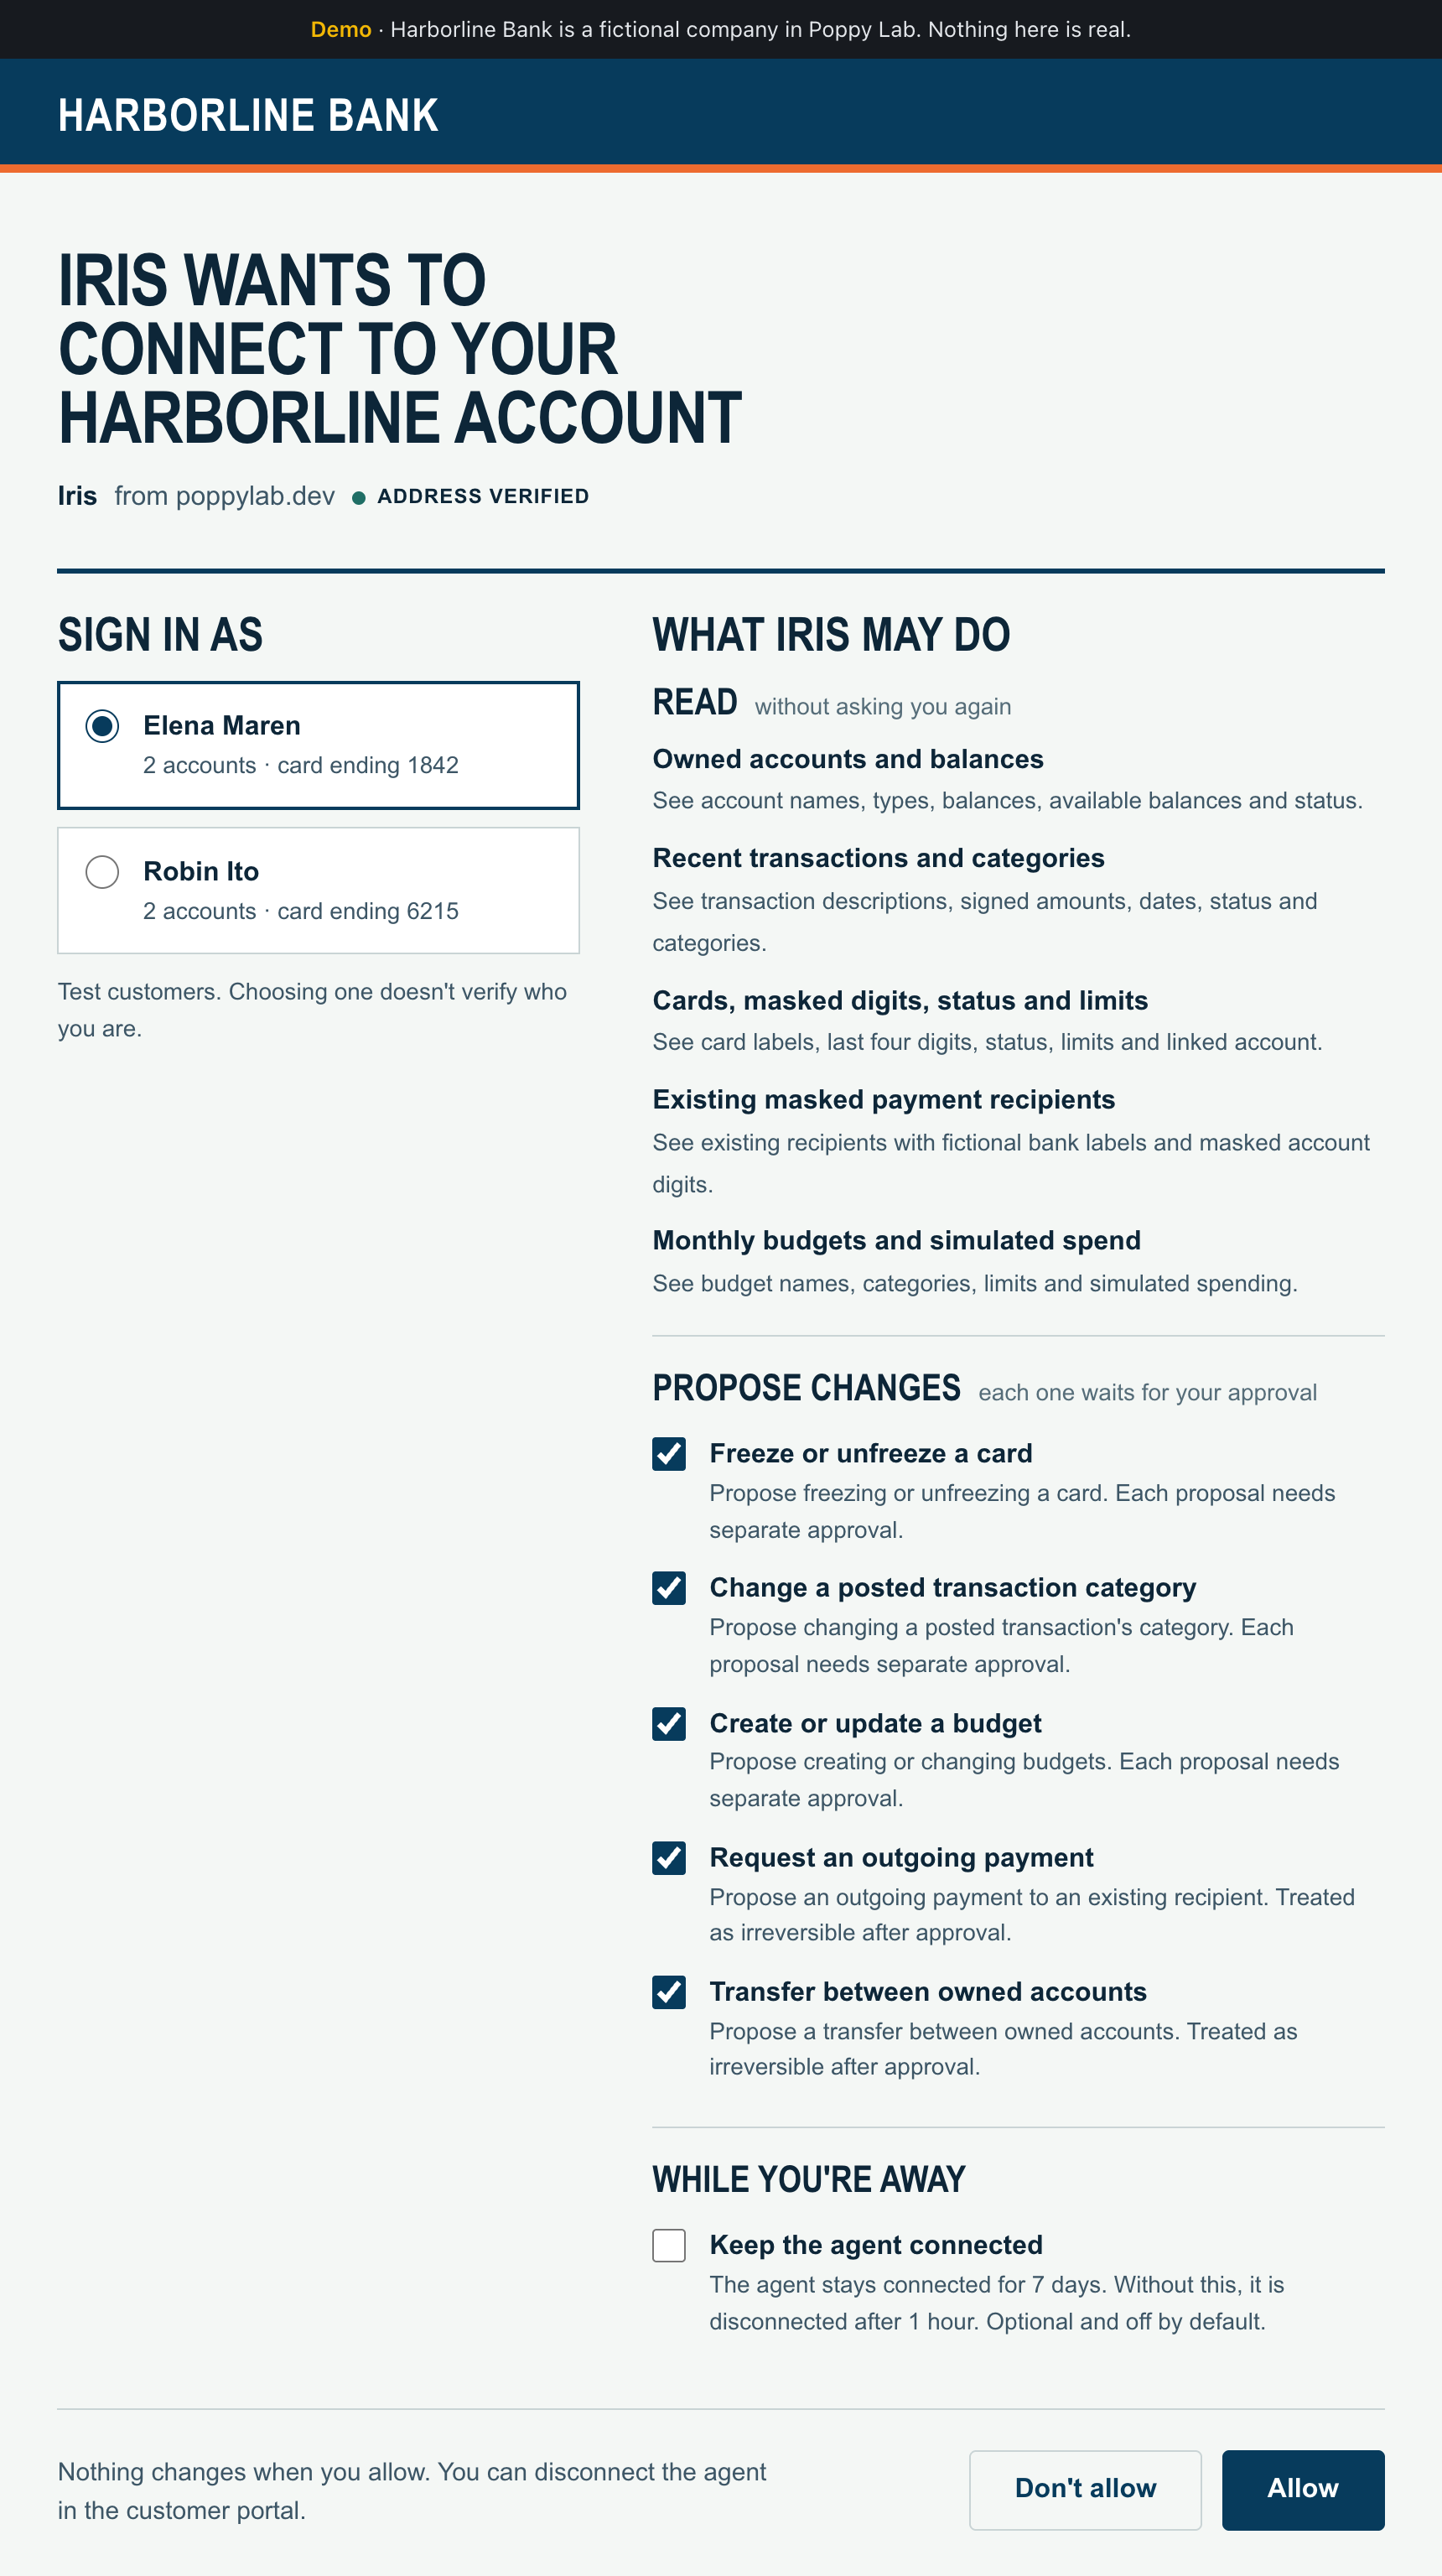 Demo · Harborline Bank is a fictional company in Poppy Lab. Nothing here is real.
HARBORLINE BANK
IRIS WANTS TO
CONNECT TO YOUR
HARBORLINE ACCOUNT
Iris from poppylab.dev ADDRESS VERIFIED
SIGN IN AS
Elena Maren
2 accounts · card ending 1842
Robin Ito
2 accounts · card ending 6215
Test customers. Choosing one doesn't verify who
you are.
WHAT IRIS MAY DO
READ without asking you again
Owned accounts and balances
See account names, types, balances, available balances and status.
Recent transactions and categories
See transaction descriptions, signed amounts, dates, status and
categories.
Cards, masked digits, status and limits
See card labels, last four digits, status, limits and linked account.
Existing masked payment recipients
See existing recipients with fictional bank labels and masked account
digits.
Monthly budgets and simulated spend
See budget names, categories, limits and simulated spending.
PROPOSE CHANGES each one waits for your approval
Freeze or unfreeze a card
Propose freezing or unfreezing a card. Each proposal needs
separate approval.
Change a posted transaction category
Propose changing a posted transaction's category. Each
proposal needs separate approval.
Create or update a budget
Propose creating or changing budgets. Each proposal needs
separate approval.
Request an outgoing payment
Propose an outgoing payment to an existing recipient. Treated
as irreversible after approval.
Transfer between owned accounts
Propose a transfer between owned accounts. Treated as
irreversible after approval.
WHILE YOU'RE AWAY
Keep the agent connected
The agent stays connected for 7 days. Without this, it is
disconnected after 1 hour. Optional and off by default.
Nothing changes when you allow. You can disconnect the agent
in the customer portal.
Don't allow
Allow